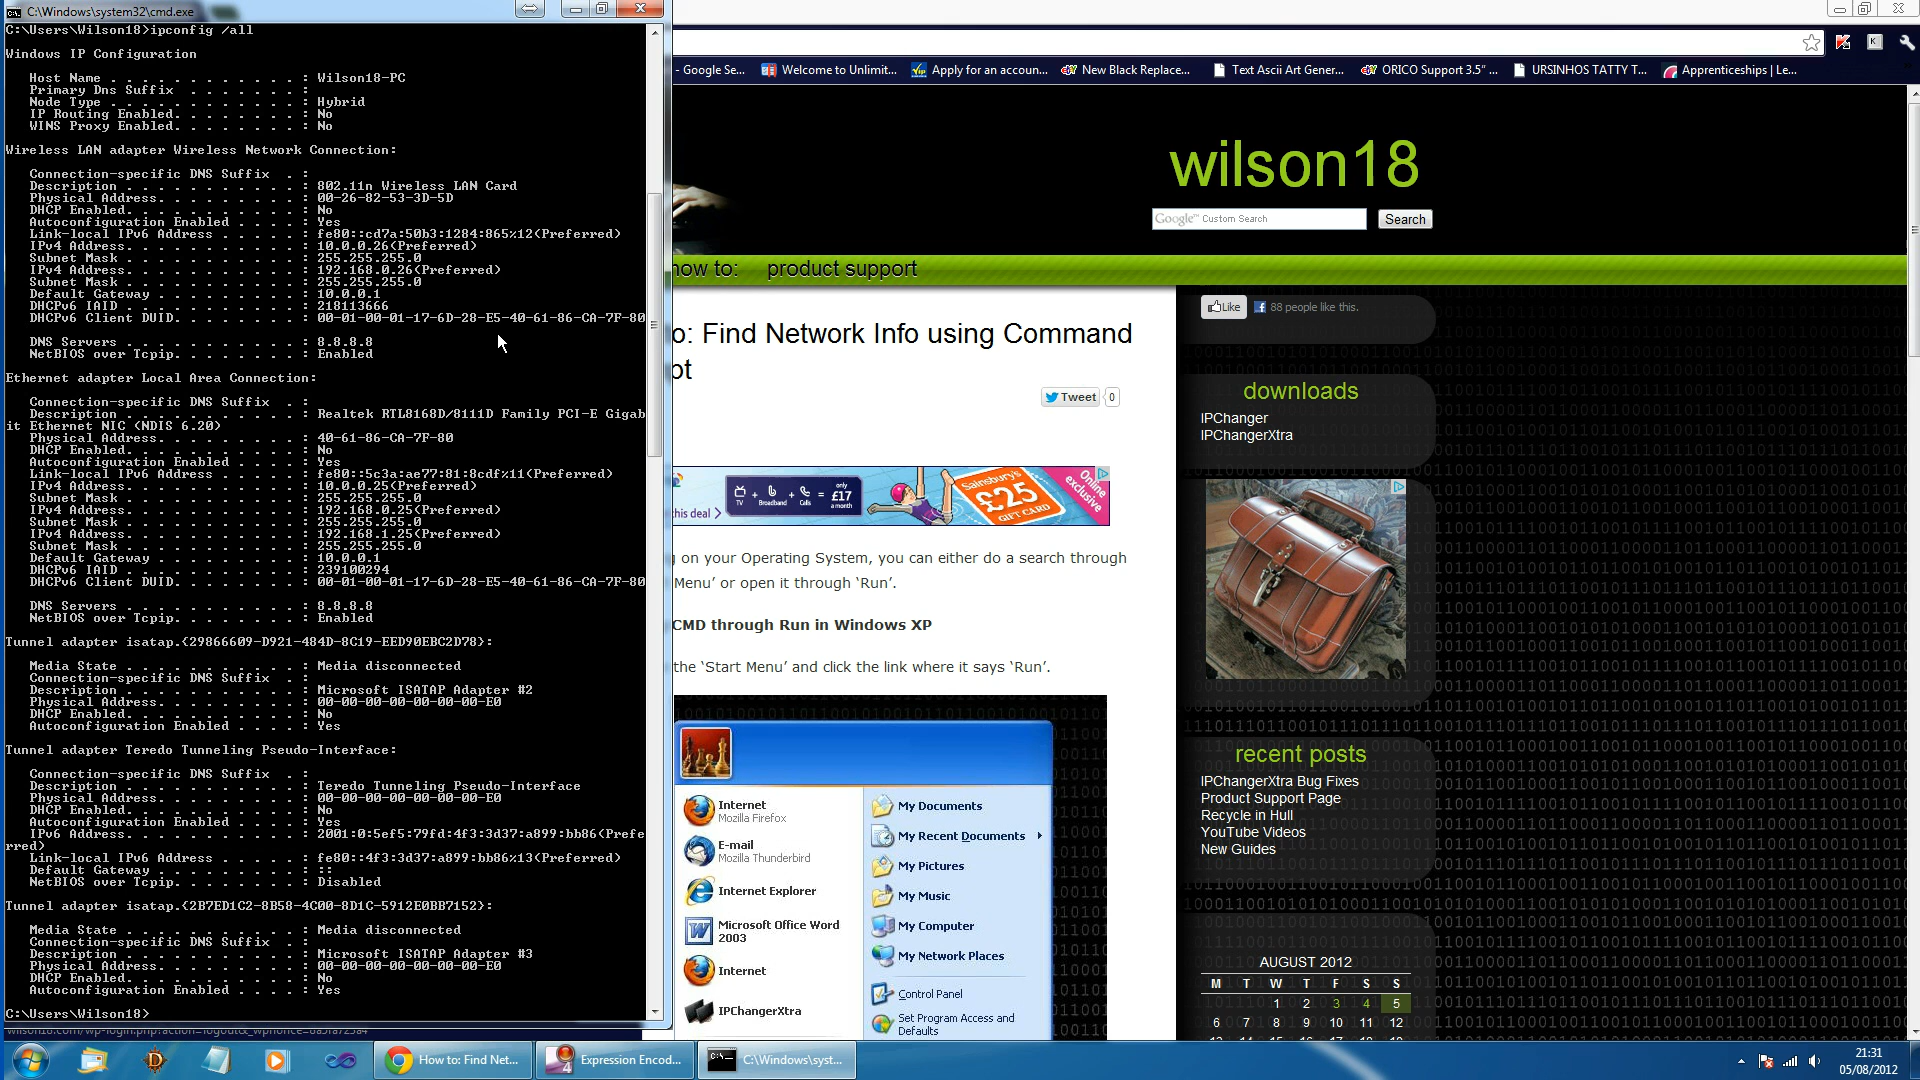 C:\Windows\system32\cmd.exe
C:\Users\Wilson18>ipconfig /all
Windows IP Configuration
Host Name . . . . . . . . . . . . : Wilson18-PC
Primary Dns Suffix . . . . . . . :
Node Type . . . . . . . . . . . . : Hybrid
IP Routing Enabled. . . . . . . . : No
WINS Proxy Enabled. . . . . . . . : No
Wireless LAN adapter Wireless Network Connection:
Connection-specific DNS Suffix . :
Description . . . . . . . . . . . : 802.11n Wireless LAN Card
Physical Address. . . . . . . . . : 00-26-82-53-3D-5D
DHCP Enabled. . . . . . . . . . . : No
Autoconfiguration Enabled . . . . : Yes
Link-local IPv6 Address . . . . . : fe80::cd7a:50b3:1284:865%12(Preferred)
IPv4 Address. . . . . . . . . . . : 10.0.0.26(Preferred)
Subnet Mask . . . . . . . . . . . : 255.255.255.0
IPv4 Address. . . . . . . . . . . : 192.168.0.26(Preferred)
Subnet Mask . . . . . . . . . . . : 255.255.255.0
Default Gateway . . . . . . . . . : 10.0.0.1
DHCPv6 IAID . . . . . . . . . . . : 218113666
DHCPv6 Client DUID. . . . . . . . : 00-01-00-01-17-6D-28-E5-40-61-86-CA-7F-80
DNS Servers . . . . . . . . . . . : 8.8.8.8
NetBIOS over Tcpip. . . . . . . . : Enabled
Ethernet adapter Local Area Connection:
Connection-specific DNS Suffix . :
Description . . . . . . . . . . . : Realtek RTL8168D/8111D Family PCI-E Gigab
it Ethernet NIC (NDIS 6.20)
Physical Address. . . . . . . . . : 40-61-86-CA-7F-80
DHCP Enabled. . . . . . . . . . . : No
Autoconfiguration Enabled . . . . : Yes
Link-local IPv6 Address . . . . . : fe80::5c3a:ae77:81:8cdf%11(Preferred)
IPv4 Address. . . . . . . . . . . : 10.0.0.25(Preferred)
Subnet Mask . . . . . . . . . . . : 255.255.255.0
IPv4 Address. . . . . . . . . . . : 192.168.0.25(Preferred)
Subnet Mask . . . . . . . . . . . : 255.255.255.0
IPv4 Address. . . . . . . . . . . : 192.168.1.25(Preferred)
Subnet Mask . . . . . . . . . . . : 255.255.255.0
Default Gateway . . . . . . . . . : 10.0.0.1
DHCPv6 IAID . . . . . . . . . . . : 239100294
DHCPv6 Client DUID. . . . . . . . : 00-01-00-01-17-6D-28-E5-40-61-86-CA-7F-80
DNS Servers . . . . . . . . . . . : 8.8.8.8
NetBIOS over Tcpip. . . . . . . . : Enabled
Tunnel adapter isatap.{29866609-D921-484D-8C19-EED90EBC2D78}:
Media State . . . . . . . . . . . : Media disconnected
Connection-specific DNS Suffix . :
Description . . . . . . . . . . . : Microsoft ISATAP Adapter #2
Physical Address. . . . . . . . . : 00-00-00-00-00-00-00-E0
DHCP Enabled. . . . . . . . . . . : No
Autoconfiguration Enabled . . . . : Yes
Tunnel adapter Teredo Tunneling Pseudo-Interface:
Connection-specific DNS Suffix . :
Description . . . . . . . . . . . : Teredo Tunneling Pseudo-Interface
Physical Address. . . . . . . . . : 00-00-00-00-00-00-00-E0
DHCP Enabled. . . . . . . . . . . : No
Autoconfiguration Enabled . . . . : Yes
IPv6 Address. . . . . . . . . . . : 2001:0:5ef5:79fd:4f3:3d37:a899:bb86(Prefe
rred)
Link-local IPv6 Address . . . . . : fe80::4f3:3d37:a899:bb86%13(Preferred)
Default Gateway . . . . . . . . . : ::
NetBIOS over Tcpip. . . . . . . . : Disabled
Tunnel adapter isatap.{2B7ED1C2-8B58-4C00-8D1C-5912E0BB7152}:
Media State . . . . . . . . . . . : Media disconnected
Connection-specific DNS Suffix . :
Description . . . . . . . . . . . : Microsoft ISATAP Adapter #3
Physical Address. . . . . . . . . : 00-00-00-00-00-00-00-E0
DHCP Enabled. . . . . . . . . . . : No
Autoconfiguration Enabled . . . . : Yes
C:\Users\Wilson18>
- Google Se... Welcome to Unlimit... Apply for an accoun... New Black Replace... Text Ascii Art Gener... ORICO Support 3.5" ... URSINHOS TATTY T... Apprenticeships | Le...
wilson18
Google™ Custom Search Search
how to: product support
o: Find Network Info using Command
pt
Tweet 0
this deal >
TV + Broadband + Calls = only £17 a month
Sainsbury's £25 GIFT CARD
Online exclusive
g on your Operating System, you can either do a search through
Menu' or open it through 'Run'.
CMD through Run in Windows XP
the 'Start Menu' and click the link where it says 'Run'.
Internet
Mozilla Firefox
E-mail
Mozilla Thunderbird
Internet Explorer
Microsoft Office Word
2003
Internet
IPChangerXtra
My Documents
My Recent Documents
My Pictures
My Music
My Computer
My Network Places
Control Panel
Set Program Access and
Defaults
Like 88 people like this.
downloads
IPChanger
IPChangerXtra
recent posts
IPChangerXtra Bug Fixes
Product Support Page
Recycle in Hull
YouTube Videos
New Guides
AUGUST 2012
M T W T F S S
1 2 3 4 5
6 7 8 9 10 11 12
How to: Find Net... Expression Encod... C:\Windows\syst...
21:31
05/08/2012